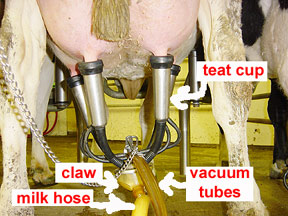 teat cup
claw
vacuum
tubes
milk hose